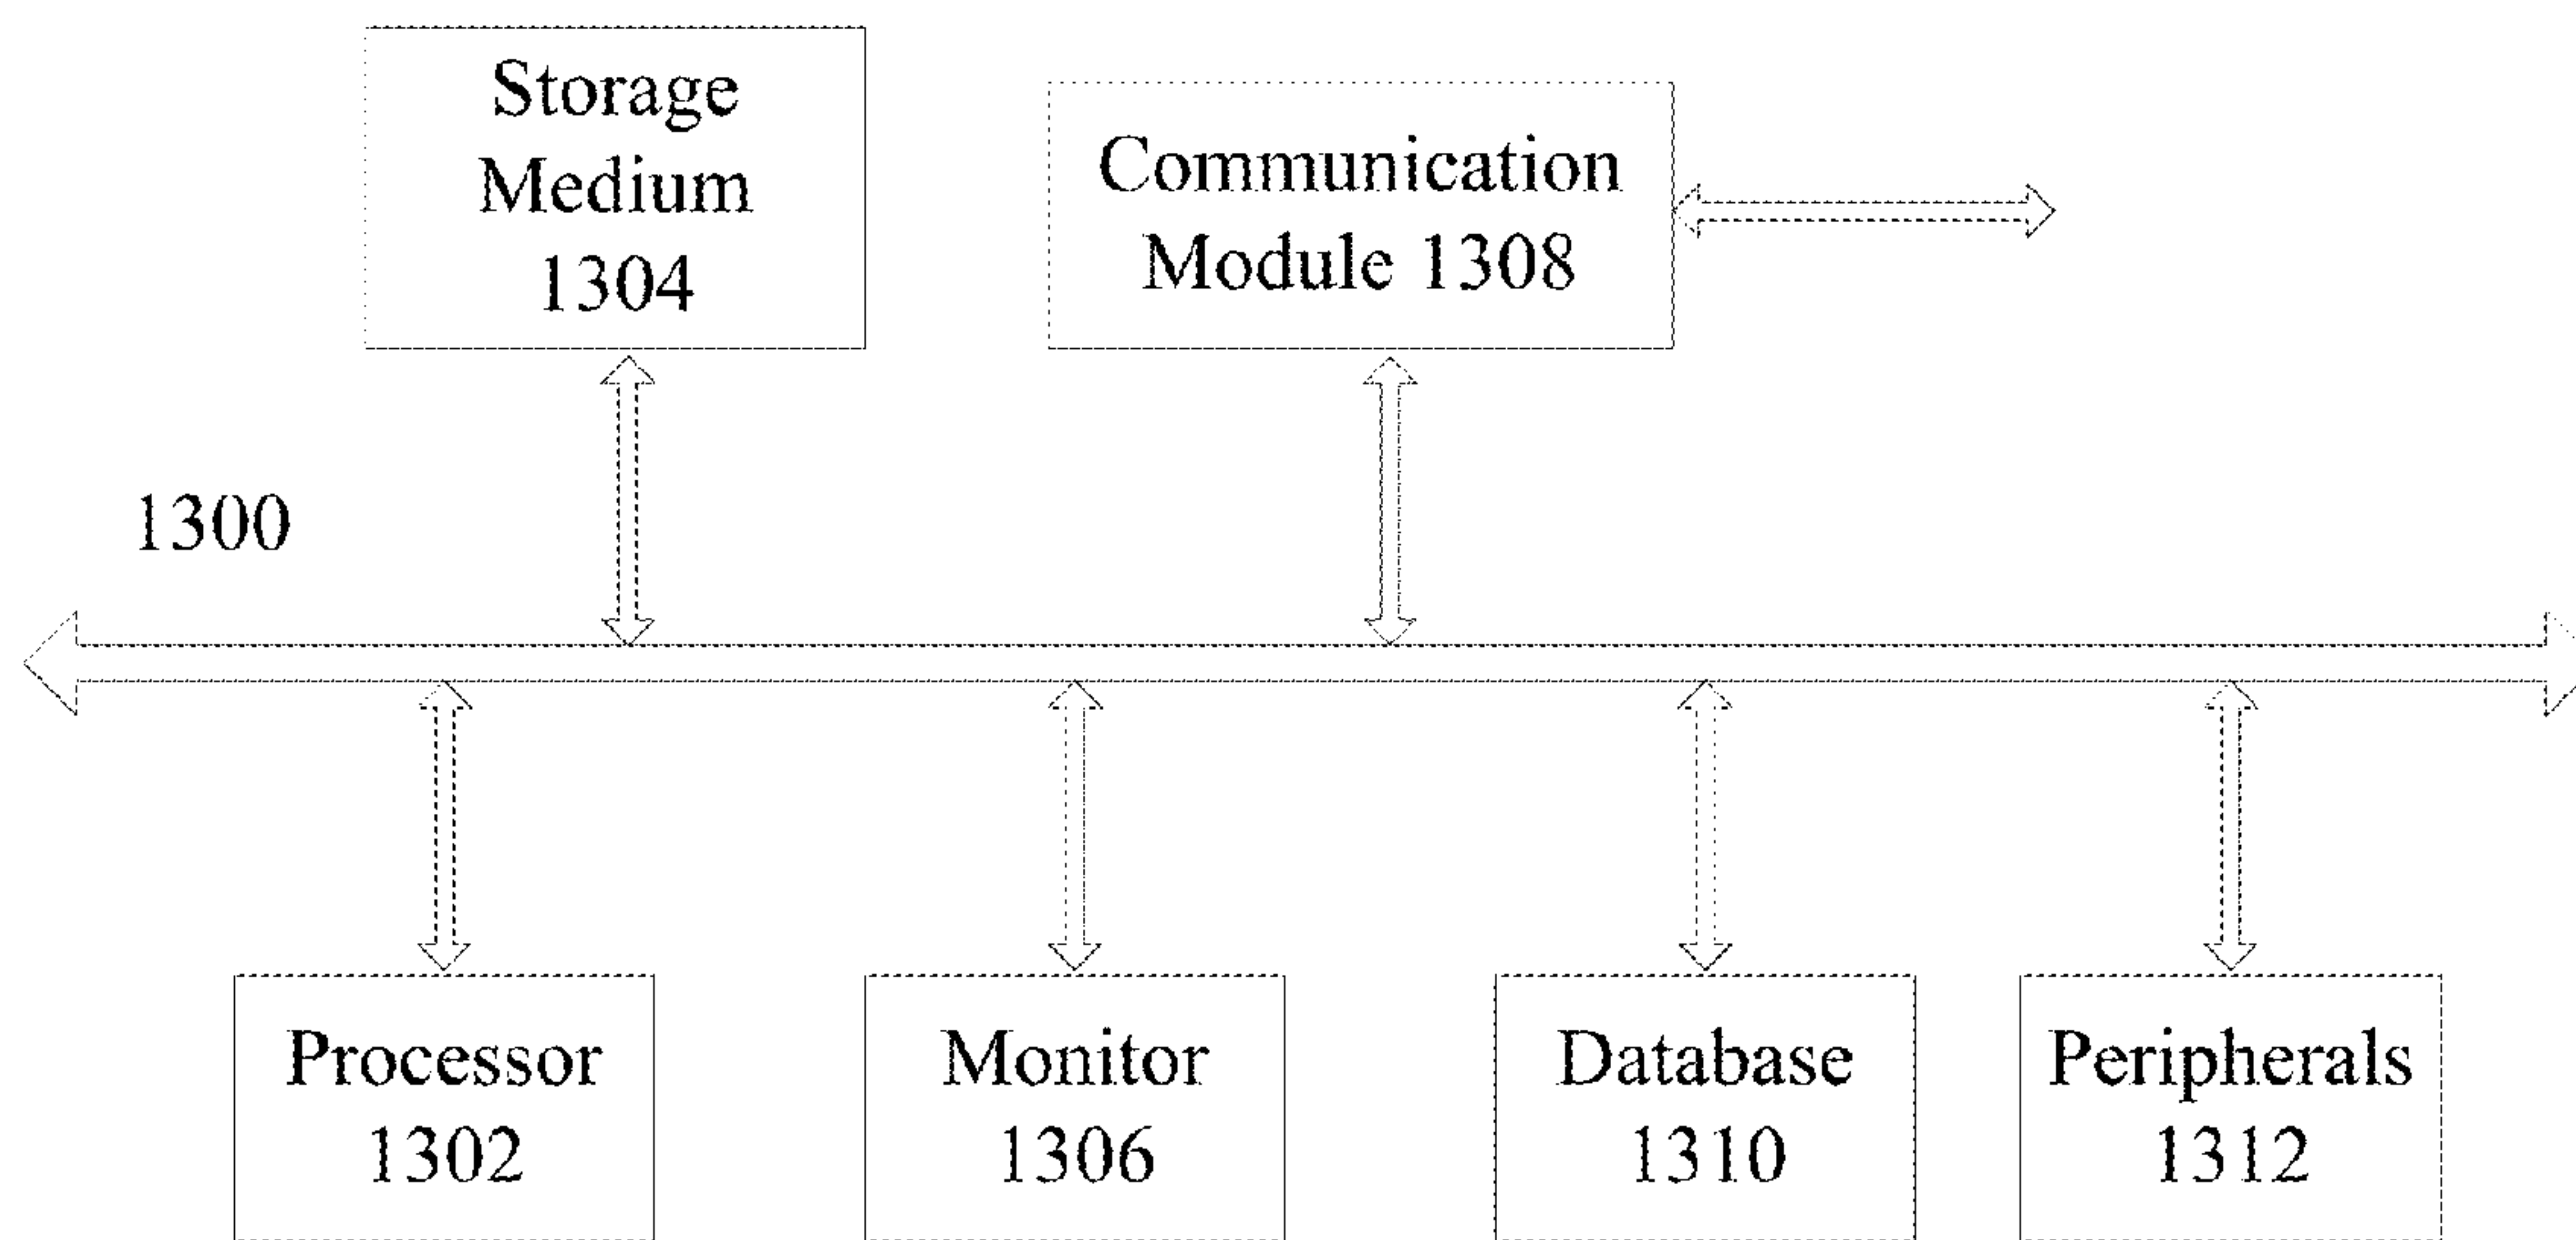 Storage
Medium
1304
Communication
Module 1308
1300
Processor
1302
Monitor
1306
Database
1310
Peripherals
1312